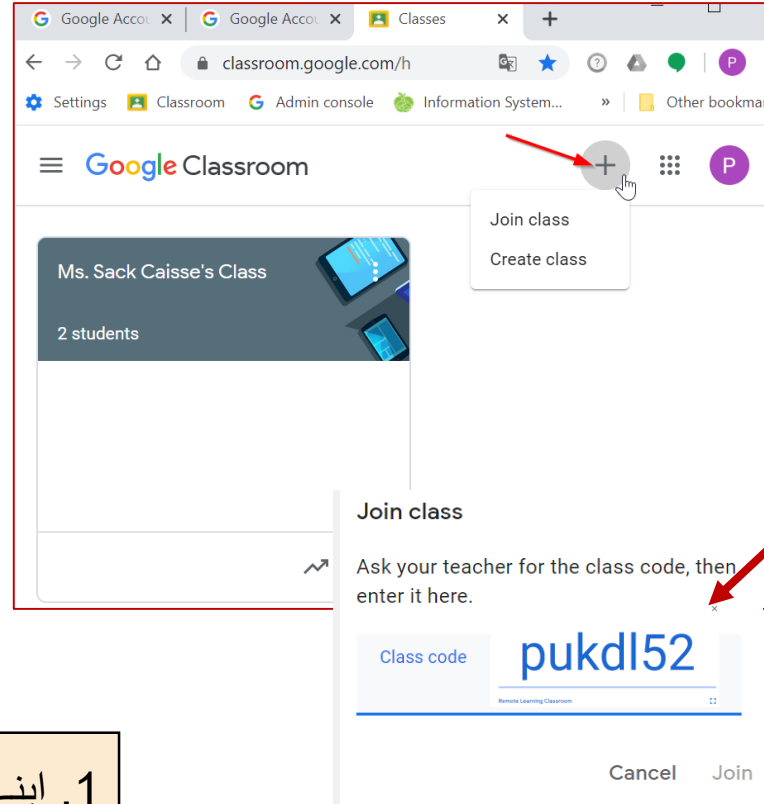 Google Accou
Google Accou
Classes
classroom.google.com/h
Settings
Classroom
Admin console
Information System...
Other bookmar
Google Classroom
P
Join class
Create class
Ms. Sack Caisse's Class
2 students
Join class
Ask your teacher for the class code, then
enter it here.
Class code
pukdl52
Remote Learning Classroom
Cancel Join
1.